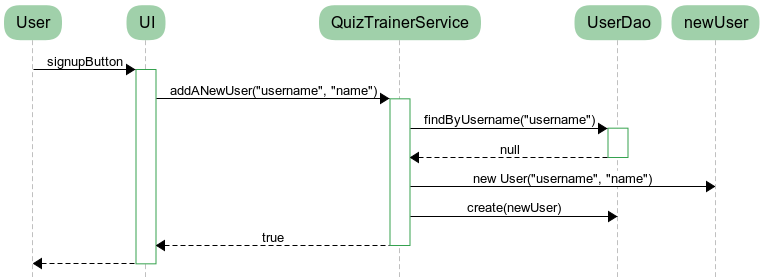 User UI QuizTrainerService UserDao newUser
signupButton
addANewUser("username", "name")
findByUsername("username")
null
new User("username", "name")
create(newUser)
true